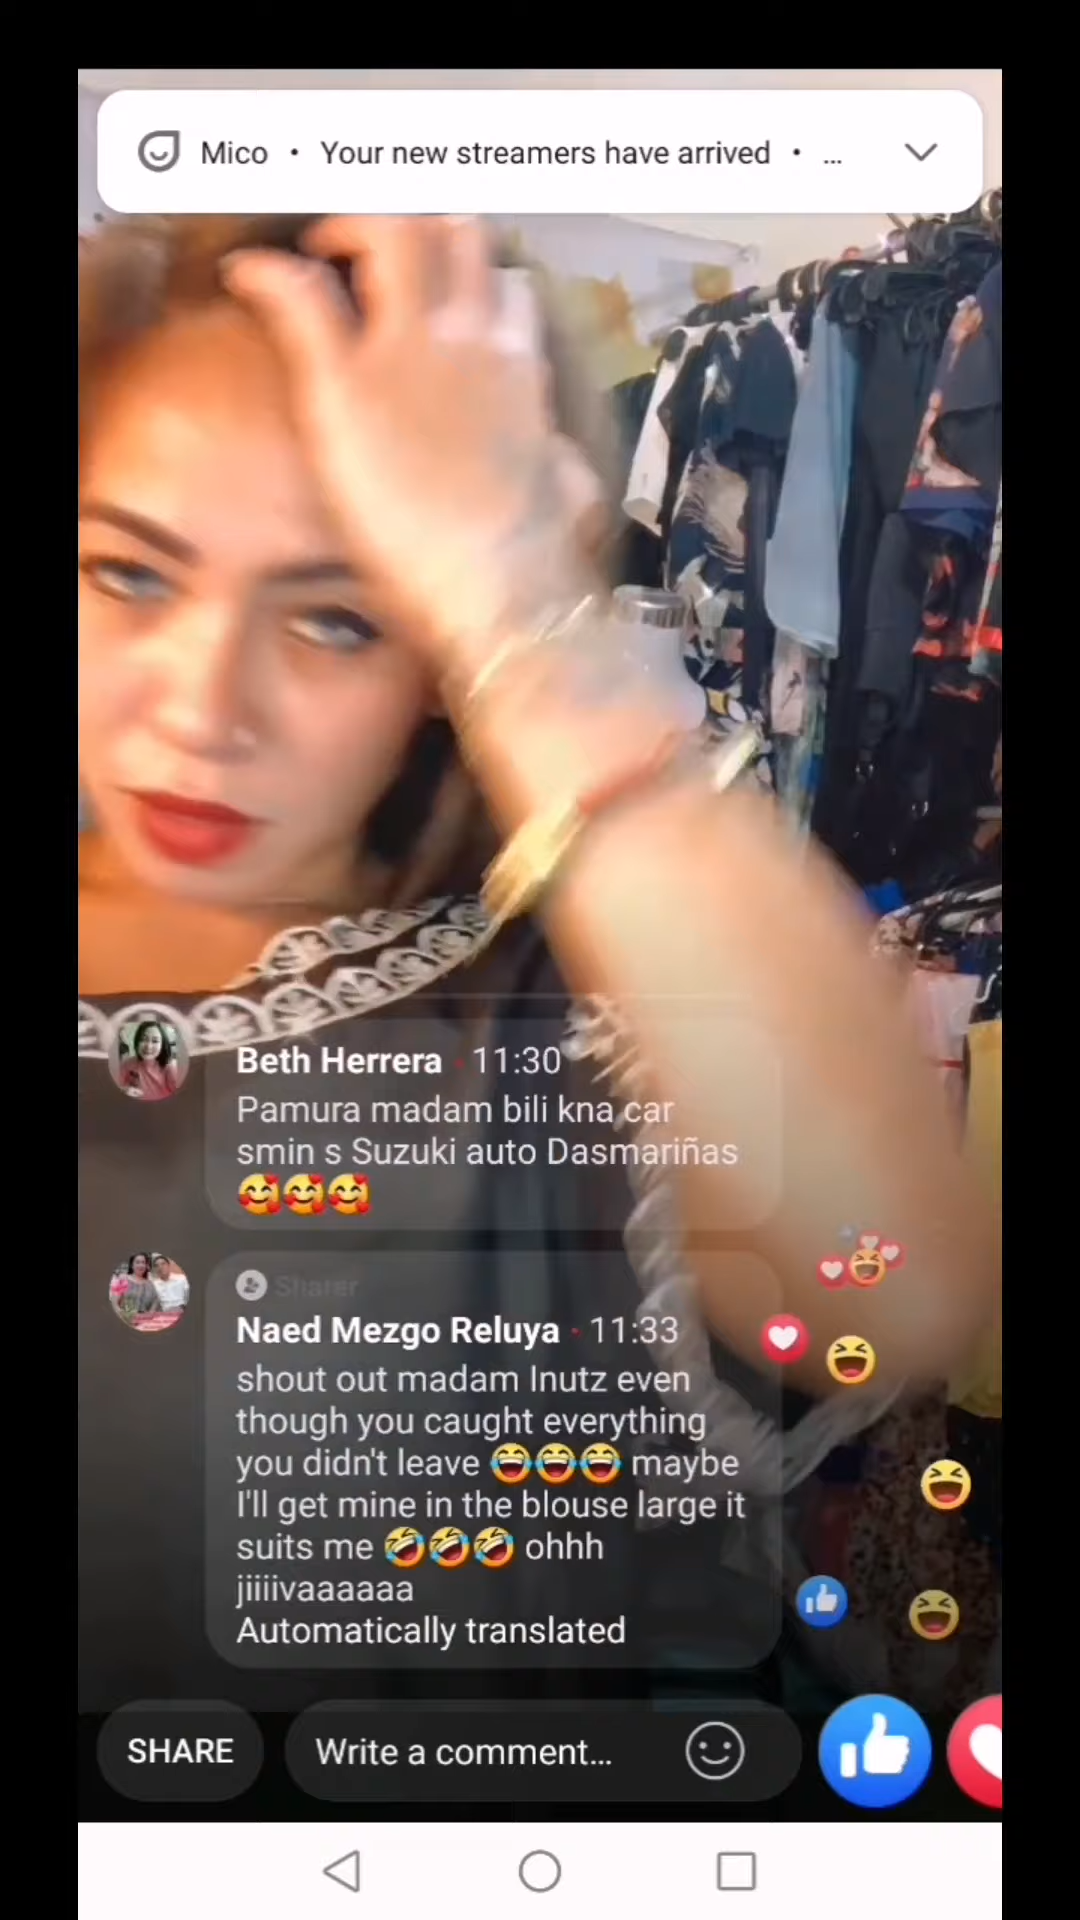 Mico • Your new streamers have arrived • ...
Beth Herrera • 11:30
Pamura madam bili kna car
smin s Suzuki auto Dasmariñas
🥰🥰🥰
Sharer
Naed Mezgo Reluya • 11:33
shout out madam Inutz even
though you caught everything
you didn't leave 😂😂😂 maybe
I'll get mine in the blouse large it
suits me 🤣🤣🤣 ohhh
jiiiivaaaaaa
Automatically translated
SHARE
Write a comment...